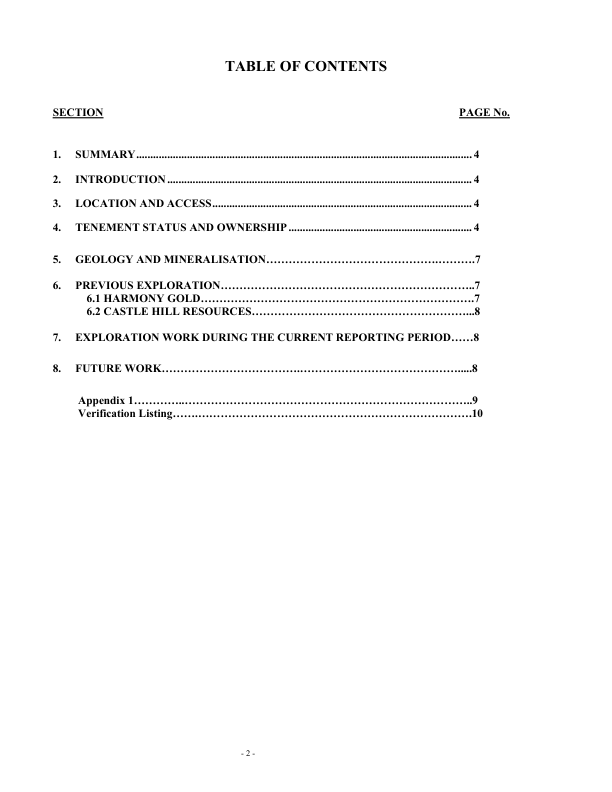 TABLE OF CONTENTS
SECTION PAGE No.
1. SUMMARY........................................................................................................................ 4
2. INTRODUCTION............................................................................................................. 4
3. LOCATION AND ACCESS............................................................................................. 4
4. TENEMENT STATUS AND OWNERSHIP................................................................. 4
5. GEOLOGY AND MINERALISATION……………………………….……….…….7
6. PREVIOUS EXPLORATION…………………………………………………………..7
6.1 HARMONY GOLD………………………………………………………….….7
6.2 CASTLE HILL RESOURCES…………………………………………………...8
7. EXPLORATION WORK DURING THE CURRENT REPORTING PERIOD……8
8. FUTURE WORK……………………………….…………………………………….....8
Appendix 1…………..…………………………………………………………………..9
Verification Listing…….……………………………………………………………….10
- 2 -